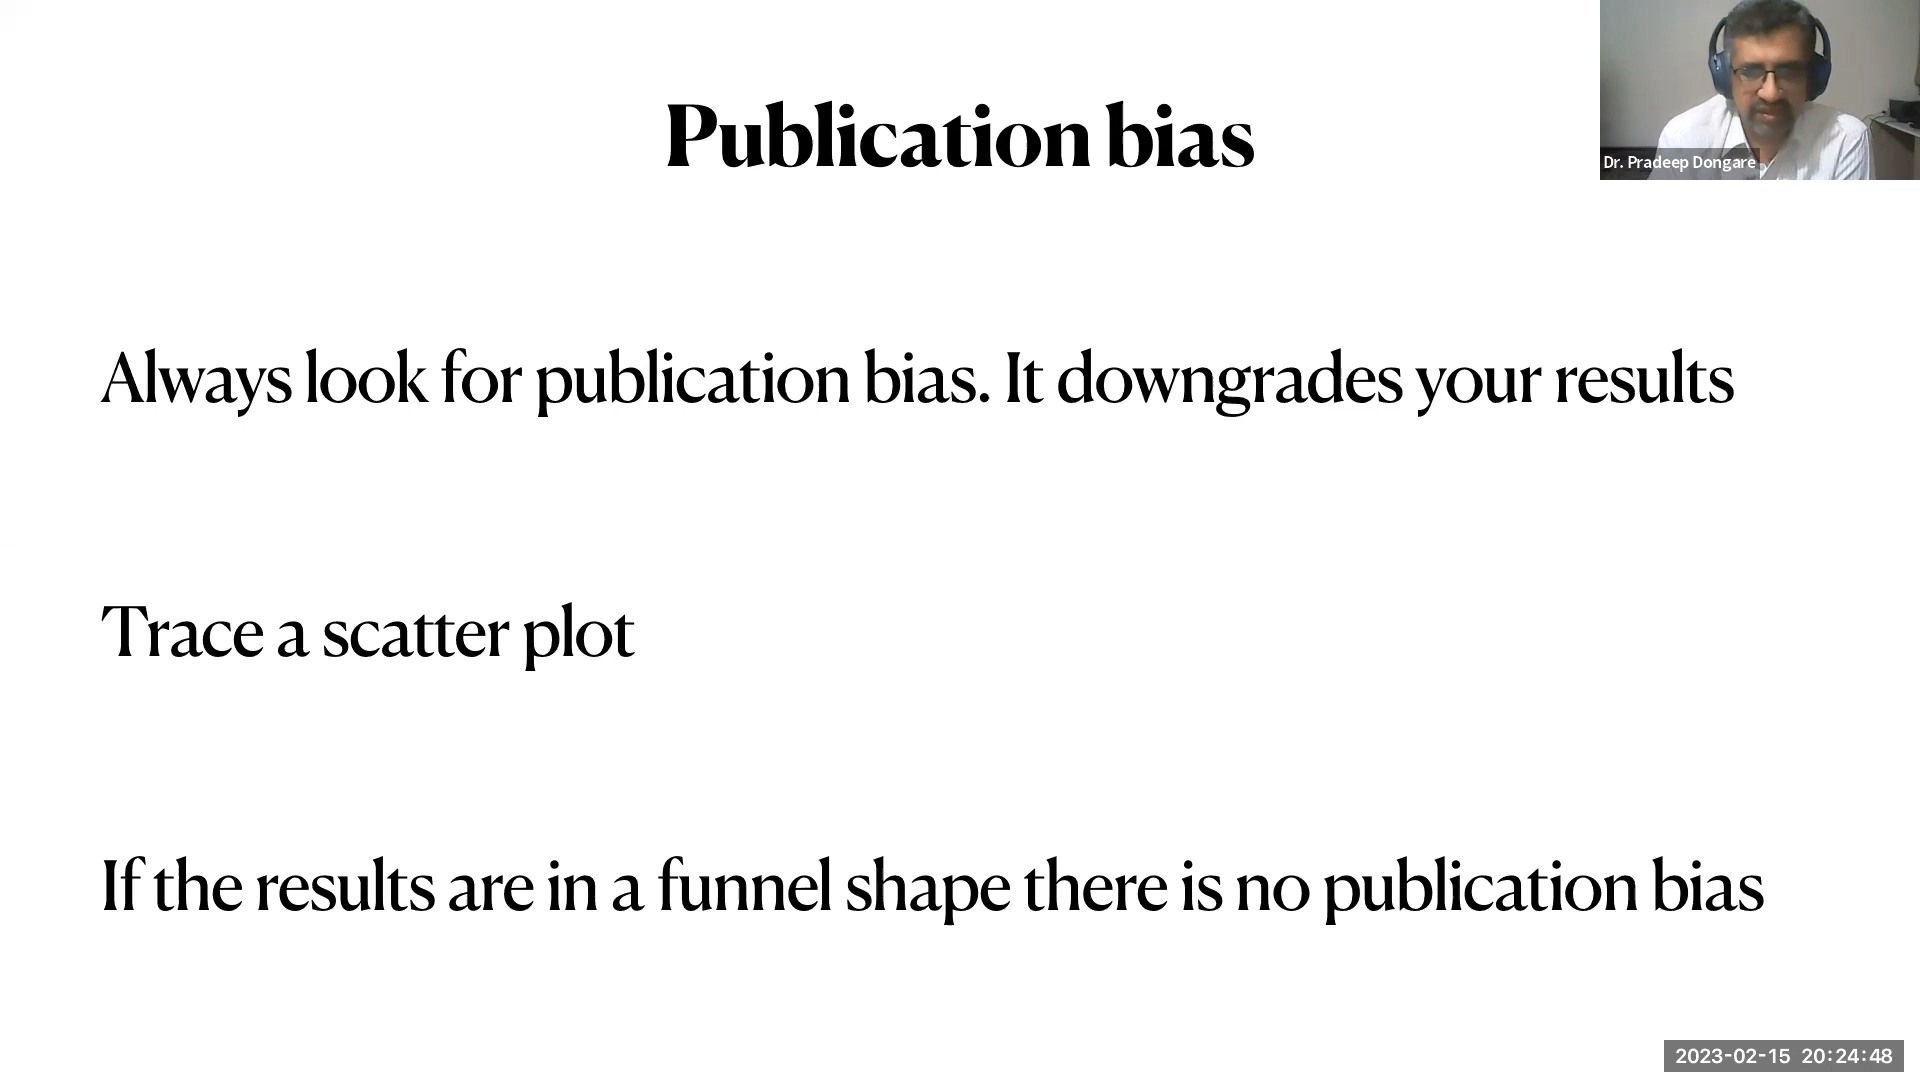 Publication bias
Dr. Pradeep Dongare
Always look for publication bias. It downgrades your results
Trace a scatter plot
If the results are in a funnel shape there is no publication bias
2023-02-15 20:24:48